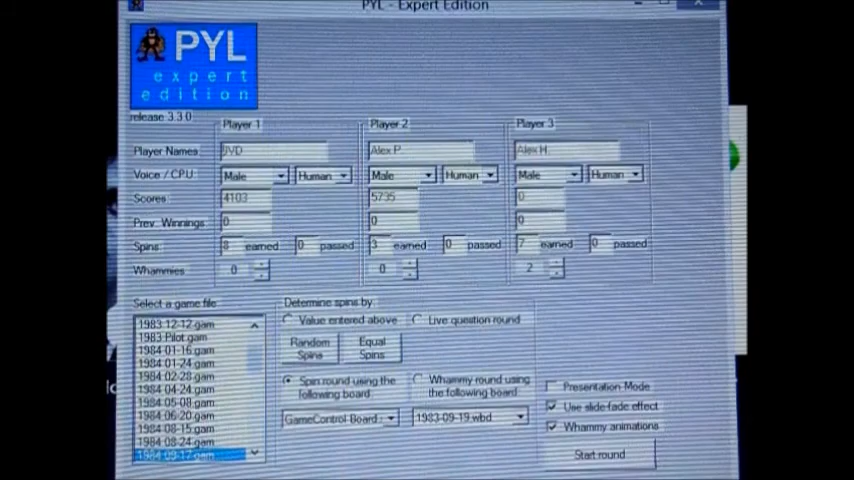 PYL - Expert Edition
PYL
expert
edition
release 3.3.0
Player 1 Player 2 Player 3
Player Names JVD Alex P Alex H.
Voice / CPU Male Human Male Human Male Human
Scores 4103 5735 0
Prev. Winnings 0 0 0
Spins 8 earned 0 passed 3 earned 0 passed 7 earned 0 passed
Whammies 0 0 2
Select a game file Determine spins by:
Value entered above Live question round
Random Spins Equal Spins
1983 12-12.gam
1983 Pilot.gam
1984 01-16.gam
1984 01-24.gam
1984 02-28.gam
1984 04-24.gam
1984 05-08.gam
1984 06-20.gam
1984 08-15.gam
1984 08-24.gam
1984 09-17.gam
Spin round using the following board Whammy round using the following board
GameControl Board 1983-09-19.wbd
Presentation Mode
Use slide-fade effect
Whammy animations
Start round